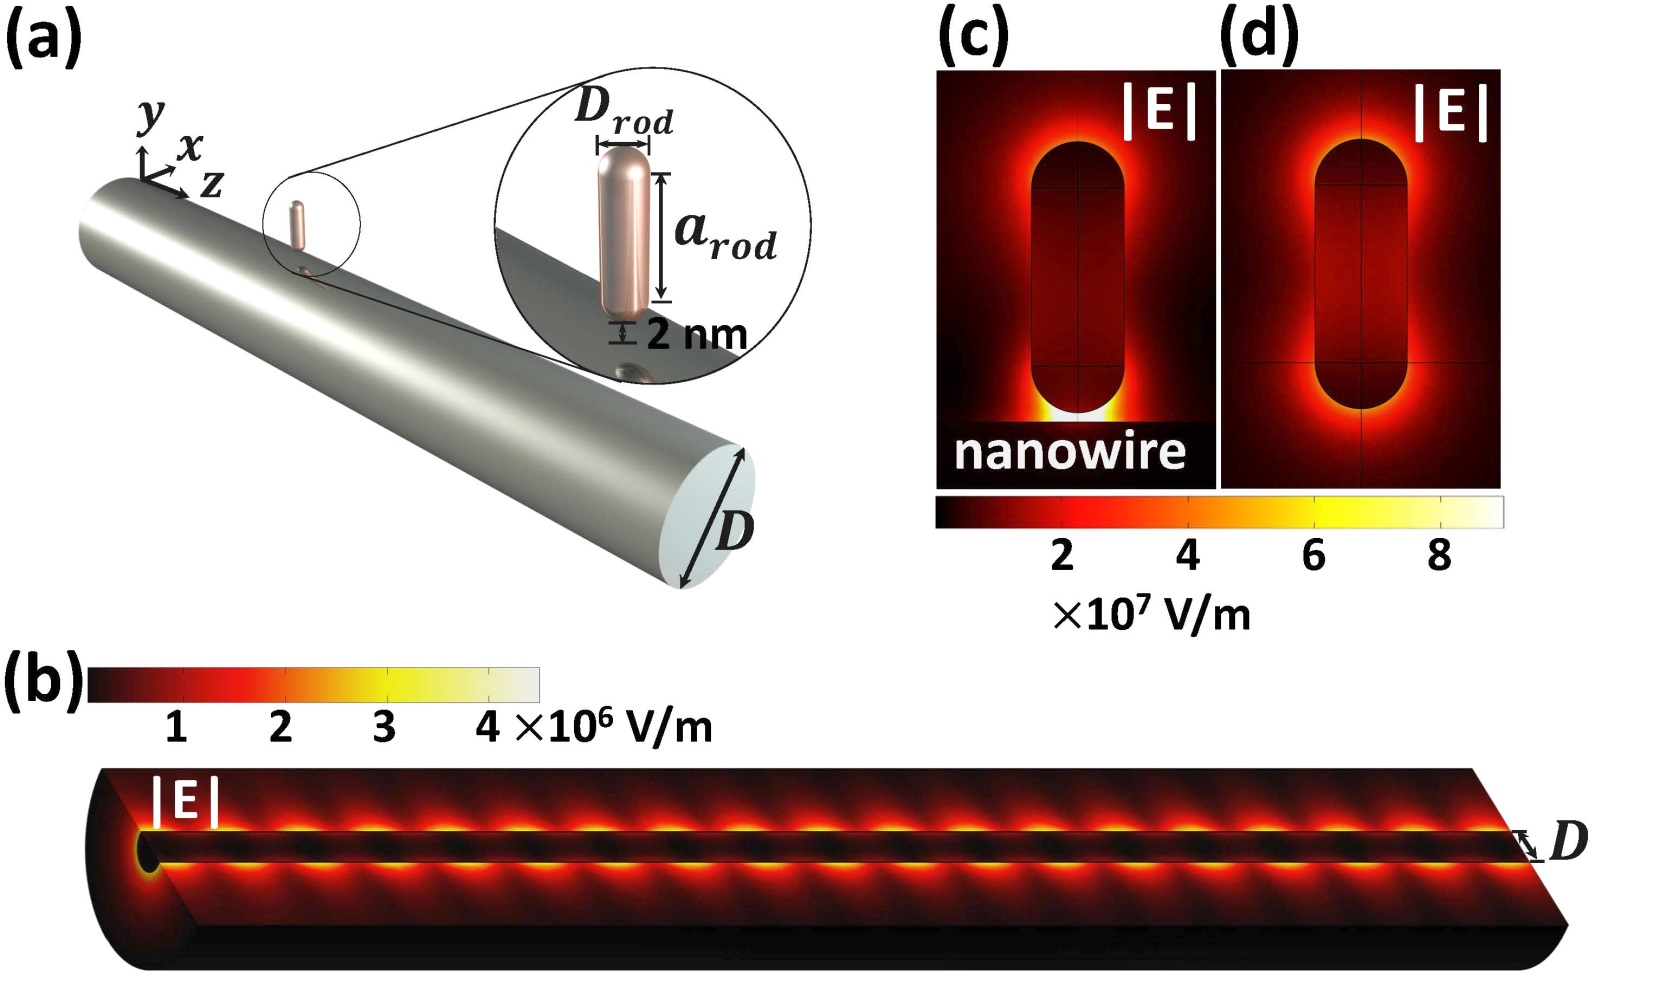 (a)
y
x
z
D_rod
a_rod
2 nm
D
(c)
|E|
nanowire
(d)
|E|
2 4 6 8
×10⁷ V/m
(b)
1 2 3 4 ×10⁶ V/m
|E|
D